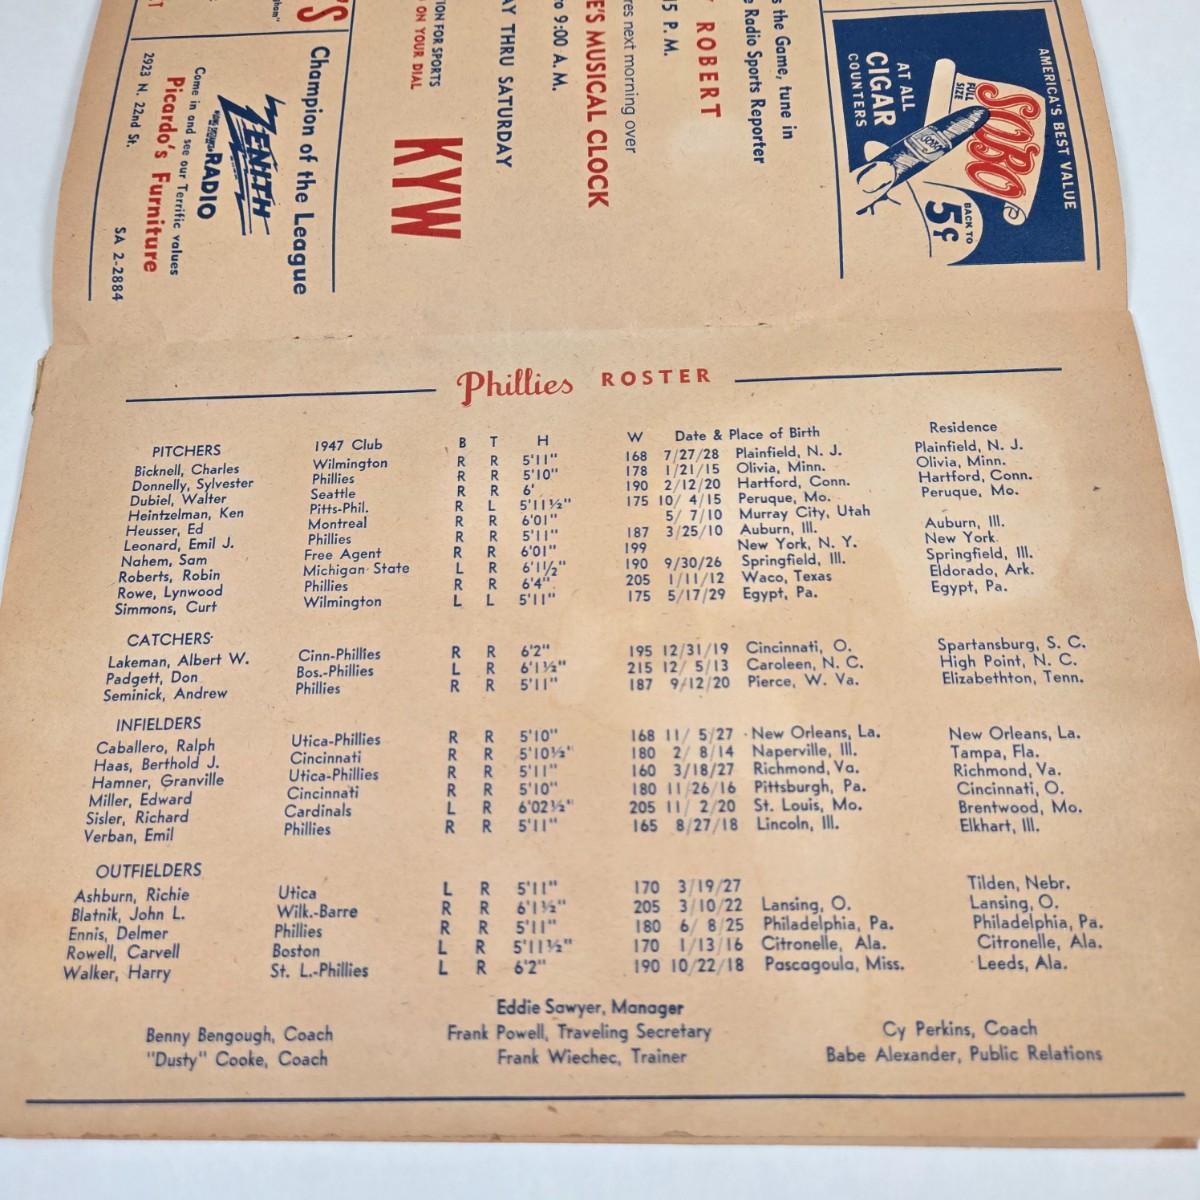 AMERICA'S BEST VALUE
SOBO
FULL SIZE
SOBO
BACK TO 5¢
AT ALL
CIGAR
COUNTERS
the Game, tune in
Radio Sports Reporter
ROBERT
P. M.
next morning over
MUSICAL CLOCK
9:00 A.M.
THRU SATURDAY
KYW
FOR SPORTS
ON YOUR DIAL
Champion of the League
ZENITH
RADIO
Come in and see our Terrific values
Picardo's Furniture
2923 N. 22nd St. SA 2-2884
Phillies ROSTER
PITCHERS 1947 Club B T H W Date & Place of Birth Residence
Bicknell, Charles Wilmington R R 5'11" 168 7/27/28 Plainfield, N. J. Plainfield, N. J.
Donnelly, Sylvester Phillies R R 5'10" 178 1/21/15 Olivia, Minn. Olivia, Minn.
Dubiel, Walter Seattle R R 6' 190 2/12/20 Hartford, Conn. Hartford, Conn.
Heintzelman, Ken Pitts-Phil. R L 5'11½" 175 10/ 4/15 Peruque, Mo. Peruque, Mo.
Heusser, Ed Montreal R R 6'01" 5/ 7/10 Murray City, Utah
Leonard, Emil J. Phillies R R 5'11" 187 3/25/10 Auburn, Ill. Auburn, Ill.
Nahem, Sam Free Agent R R 6'01" 199 New York, N. Y. New York
Roberts, Robin Michigan State L R 6'1½" 190 9/30/26 Springfield, Ill. Springfield, Ill.
Rowe, Lynwood Phillies R R 6'4" 205 1/11/12 Waco, Texas Eldorado, Ark.
Simmons, Curt Wilmington L L 5'11" 175 5/17/29 Egypt, Pa. Egypt, Pa.
CATCHERS
Lakeman, Albert W. Cinn-Phillies R R 6'2" 195 12/31/19 Cincinnati, O. Spartansburg, S. C.
Padgett, Don Bos.-Phillies L R 6'1½" 215 12/ 5/13 Caroleen, N. C. High Point, N. C.
Seminick, Andrew Phillies R R 5'11" 187 9/12/20 Pierce, W. Va. Elizabethton, Tenn.
INFIELDERS
Caballero, Ralph Utica-Phillies R R 5'10" 168 11/ 5/27 New Orleans, La. New Orleans, La.
Haas, Berthold J. Cincinnati R R 5'10½" 180 2/ 8/14 Naperville, Ill. Tampa, Fla.
Hamner, Granville Utica-Phillies R R 5'11" 160 3/18/27 Richmond, Va. Richmond, Va.
Miller, Edward Cincinnati R R 5'10" 180 11/26/16 Pittsburgh, Pa. Cincinnati, O.
Sisler, Richard Cardinals L R 6'02½" 205 11/ 2/20 St. Louis, Mo. Brentwood, Mo.
Verban, Emil Phillies R R 5'11" 165 8/27/18 Lincoln, Ill. Elkhart, Ill.
OUTFIELDERS
Ashburn, Richie Utica L R 5'11" 170 3/19/27 Tilden, Nebr.
Blatnik, John L. Wilk.-Barre R R 6'1½" 205 3/10/22 Lansing, O. Lansing, O.
Ennis, Delmer Phillies R R 5'11" 180 6/ 8/25 Philadelphia, Pa. Philadelphia, Pa.
Rowell, Carvell Boston L R 5'11½" 170 1/13/16 Citronelle, Ala. Citronelle, Ala.
Walker, Harry St. L.-Phillies L R 6'2" 190 10/22/18 Pascagoula, Miss. Leeds, Ala.
Eddie Sawyer, Manager
Benny Bengough, Coach Frank Powell, Traveling Secretary Cy Perkins, Coach
"Dusty" Cooke, Coach Frank Wiechec, Trainer Babe Alexander, Public Relations